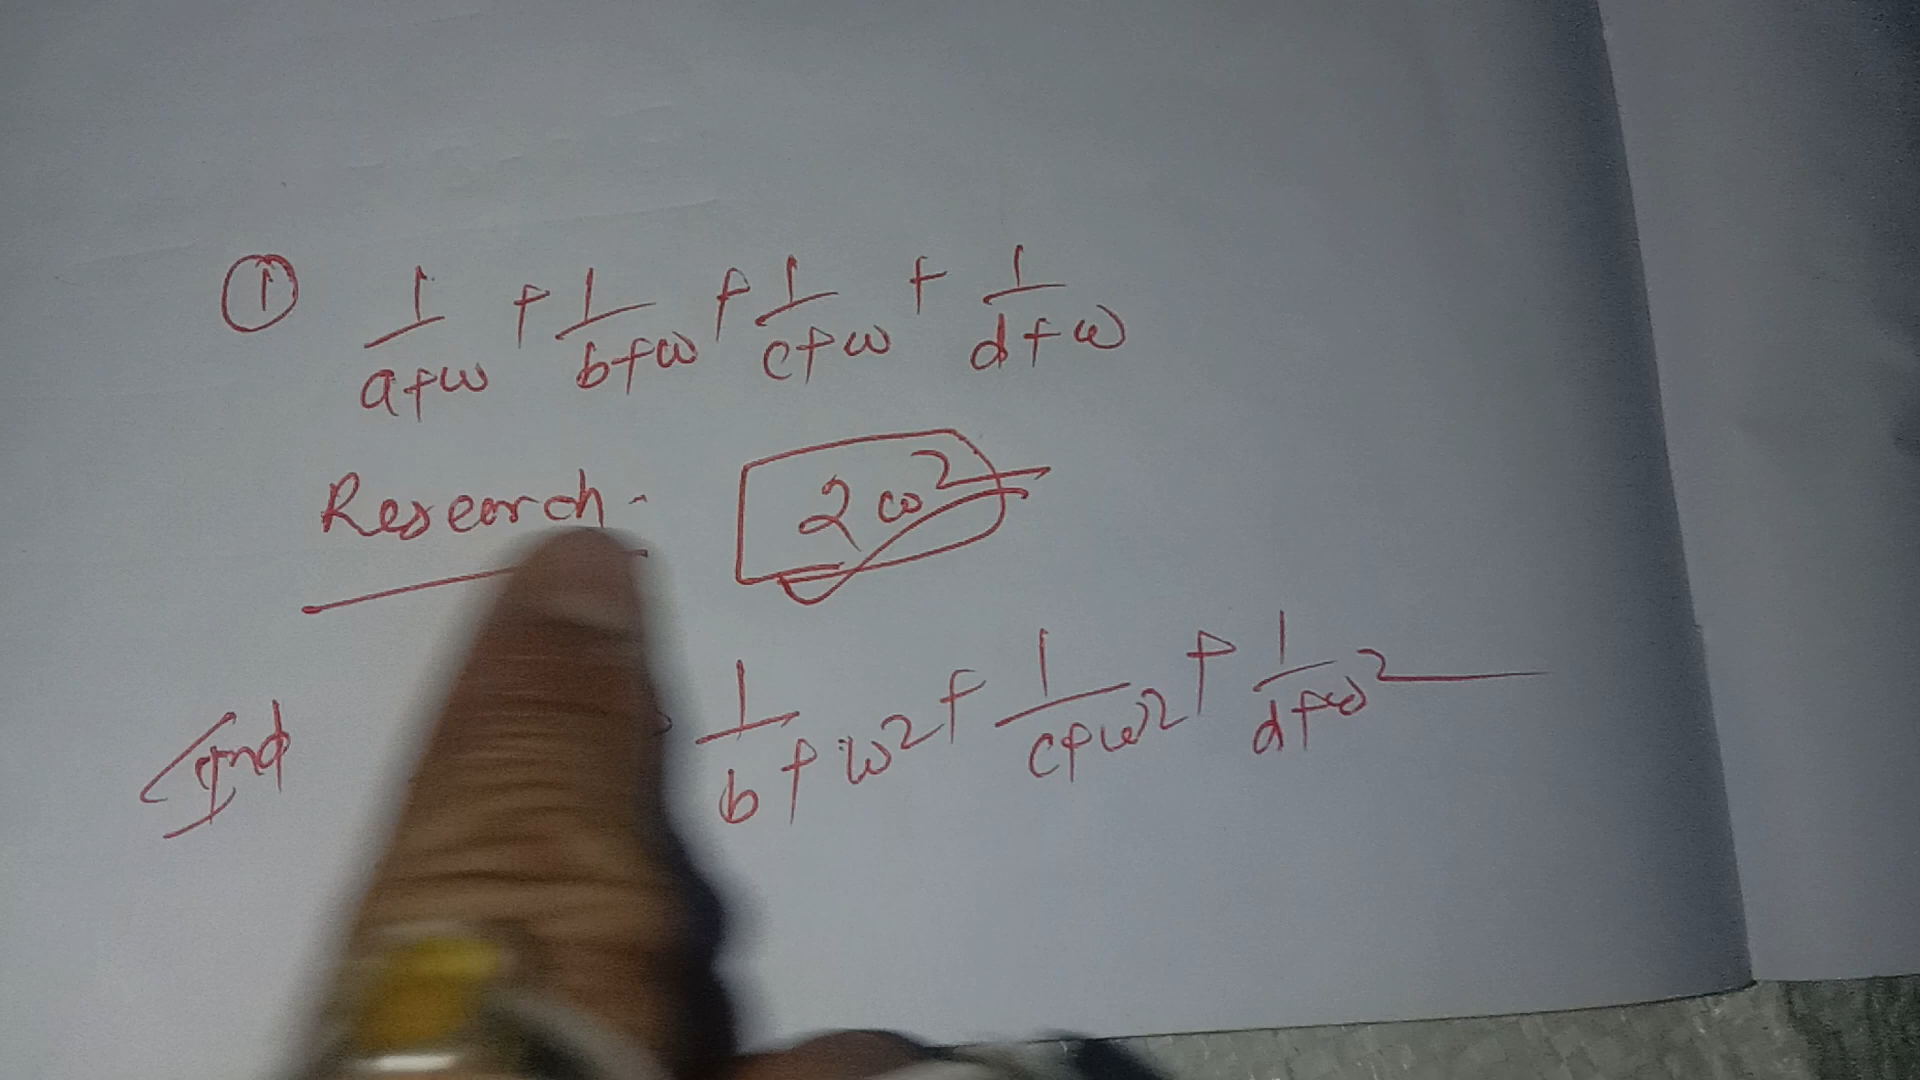 ① 1/(a+ω) + 1/(b+ω) + 1/(c+ω) + 1/(d+ω)
Research- 2ω²
1/(b+ω²) + 1/(c+ω²) + 1/(d+ω²)